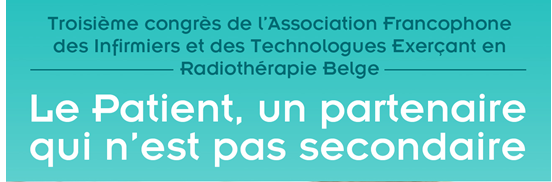 Troisième congrès de l'Association Francophone
des Infirmiers et des Technologues Exerçant en
Radiothérapie Belge
Le Patient, un partenaire
qui n'est pas secondaire